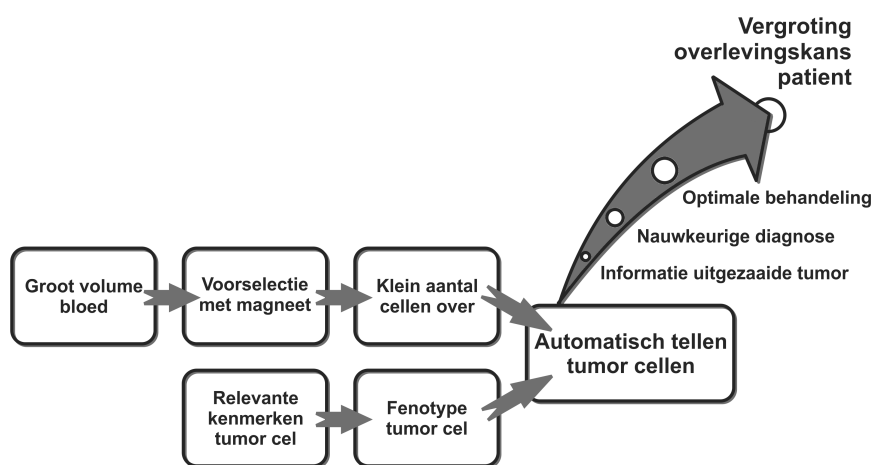 Vergroting
overlevingskans
patient
Optimale behandeling
Nauwkeurige diagnose
Informatie uitgezaaide tumor
Groot volume
bloed
Voorselectie
met magneet
Klein aantal
cellen over
Automatisch tellen
tumor cellen
Relevante
kenmerken
tumor cel
Fenotype
tumor cel